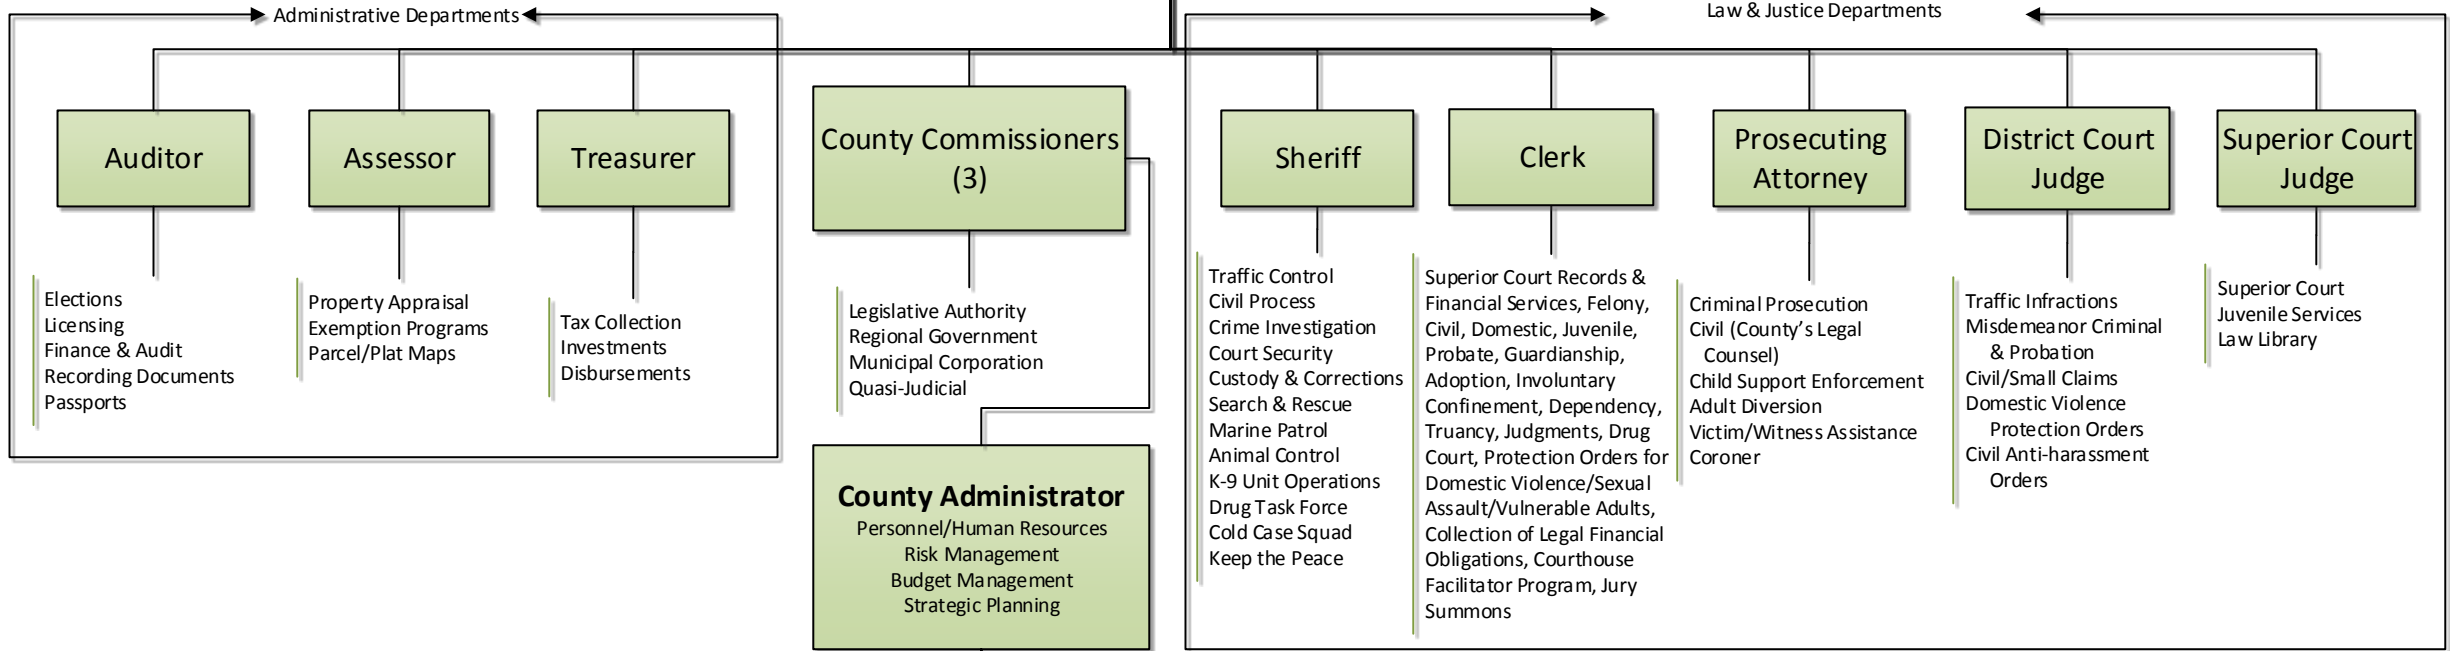 Administrative Departments
Law & Justice Departments
Auditor
Elections
Licensing
Finance & Audit
Recording Documents
Passports
Assessor
Property Appraisal
Exemption Programs
Parcel/Plat Maps
Treasurer
Tax Collection
Investments
Disbursements
County Commissioners
(3)
Legislative Authority
Regional Government
Municipal Corporation
Quasi-Judicial
County Administrator
Personnel/Human Resources
Risk Management
Budget Management
Strategic Planning
Sheriff
Traffic Control
Civil Process
Crime Investigation
Court Security
Custody & Corrections
Search & Rescue
Marine Patrol
Animal Control
K-9 Unit Operations
Drug Task Force
Cold Case Squad
Keep the Peace
Clerk
Superior Court Records &
Financial Services, Felony,
Civil, Domestic, Juvenile,
Probate, Guardianship,
Adoption, Involuntary
Confinement, Dependency,
Truancy, Judgments, Drug
Court, Protection Orders for
Domestic Violence/Sexual
Assault/Vulnerable Adults,
Collection of Legal Financial
Obligations, Courthouse
Facilitator Program, Jury
Summons
Prosecuting
Attorney
Criminal Prosecution
Civil (County’s Legal
Counsel)
Child Support Enforcement
Adult Diversion
Victim/Witness Assistance
Coroner
District Court
Judge
Traffic Infractions
Misdemeanor Criminal
& Probation
Civil/Small Claims
Domestic Violence
Protection Orders
Civil Anti-harassment
Orders
Superior Court
Judge
Superior Court
Juvenile Services
Law Library